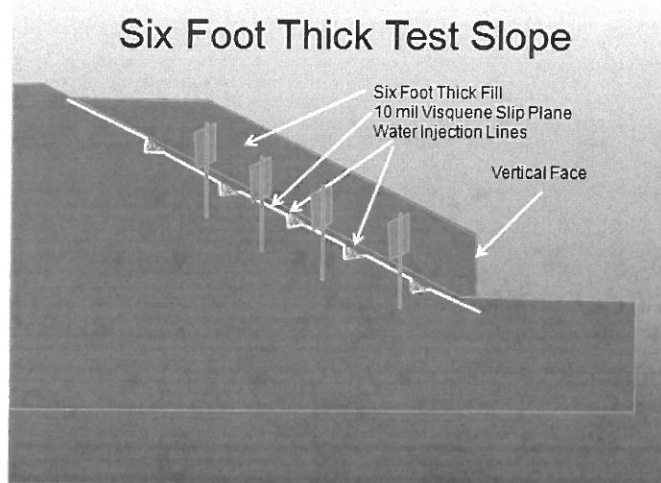 Six Foot Thick Test Slope
Six Foot Thick Fill
10 mil Visquene Slip Plane
Water Injection Lines
Vertical Face